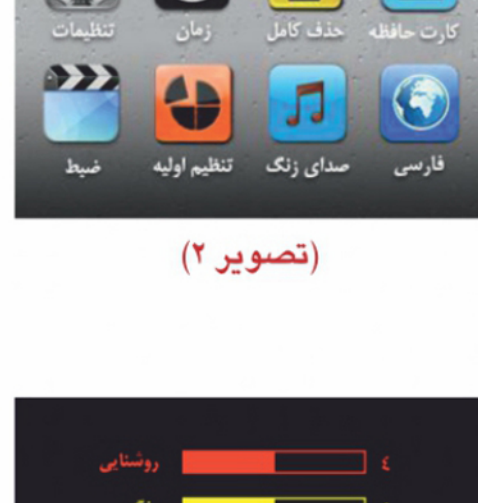 کارت حافظه حذف کامل زمان تنظیمات
فارسی صدای زنگ تنظیم اولیه ضبط
(تصویر ۲)
روشنایی ٤